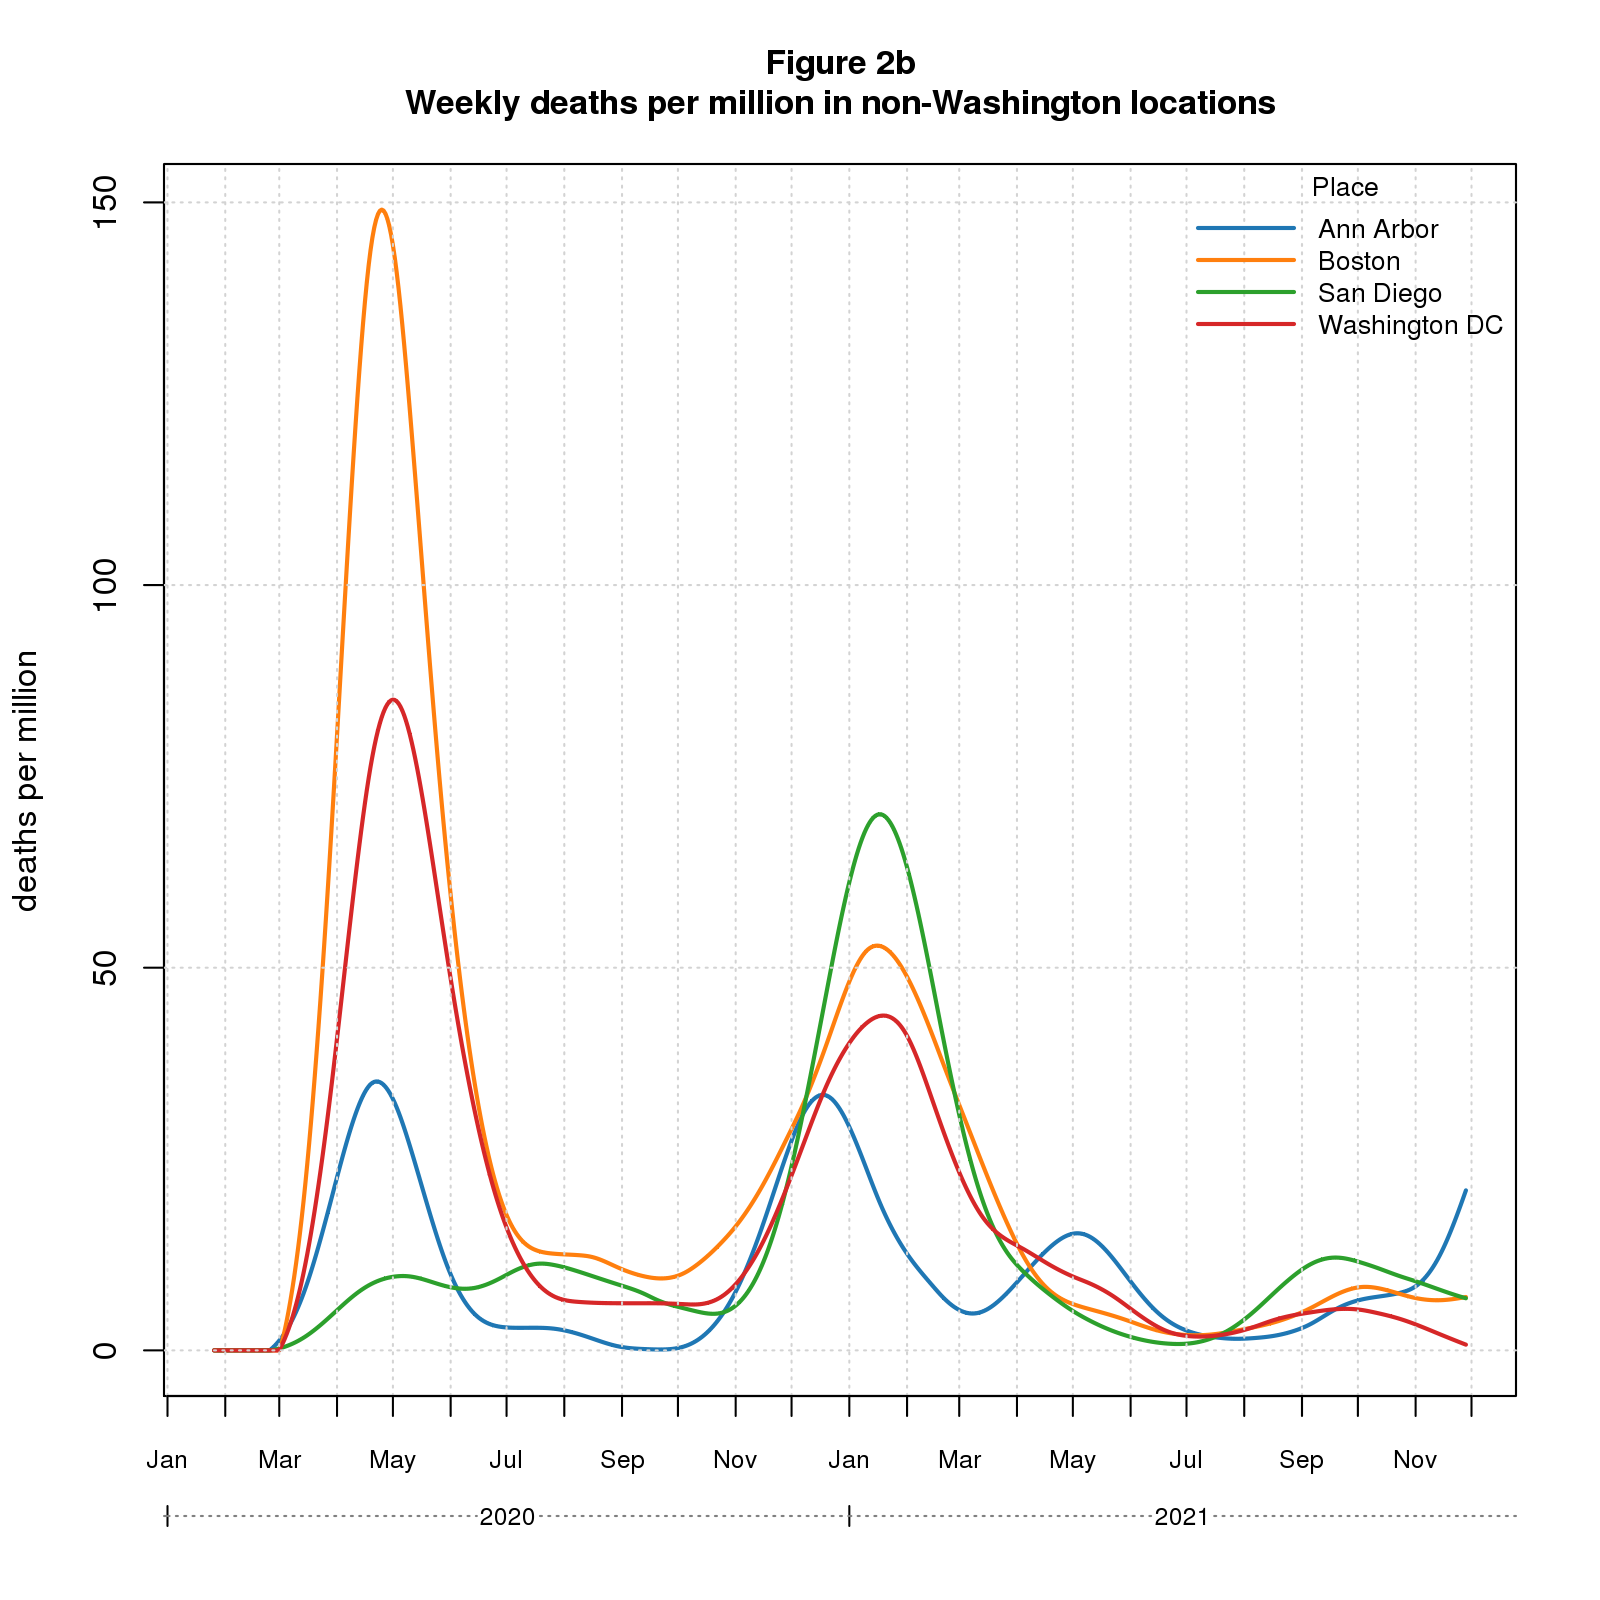 Figure 2b
Weekly deaths per million in non-Washington locations
Place
Ann Arbor
Boston
San Diego
Washington DC
deaths per million
150
100
50
0
Jan Mar May Jul Sep Nov Jan Mar May Jul Sep Nov
2020 2021